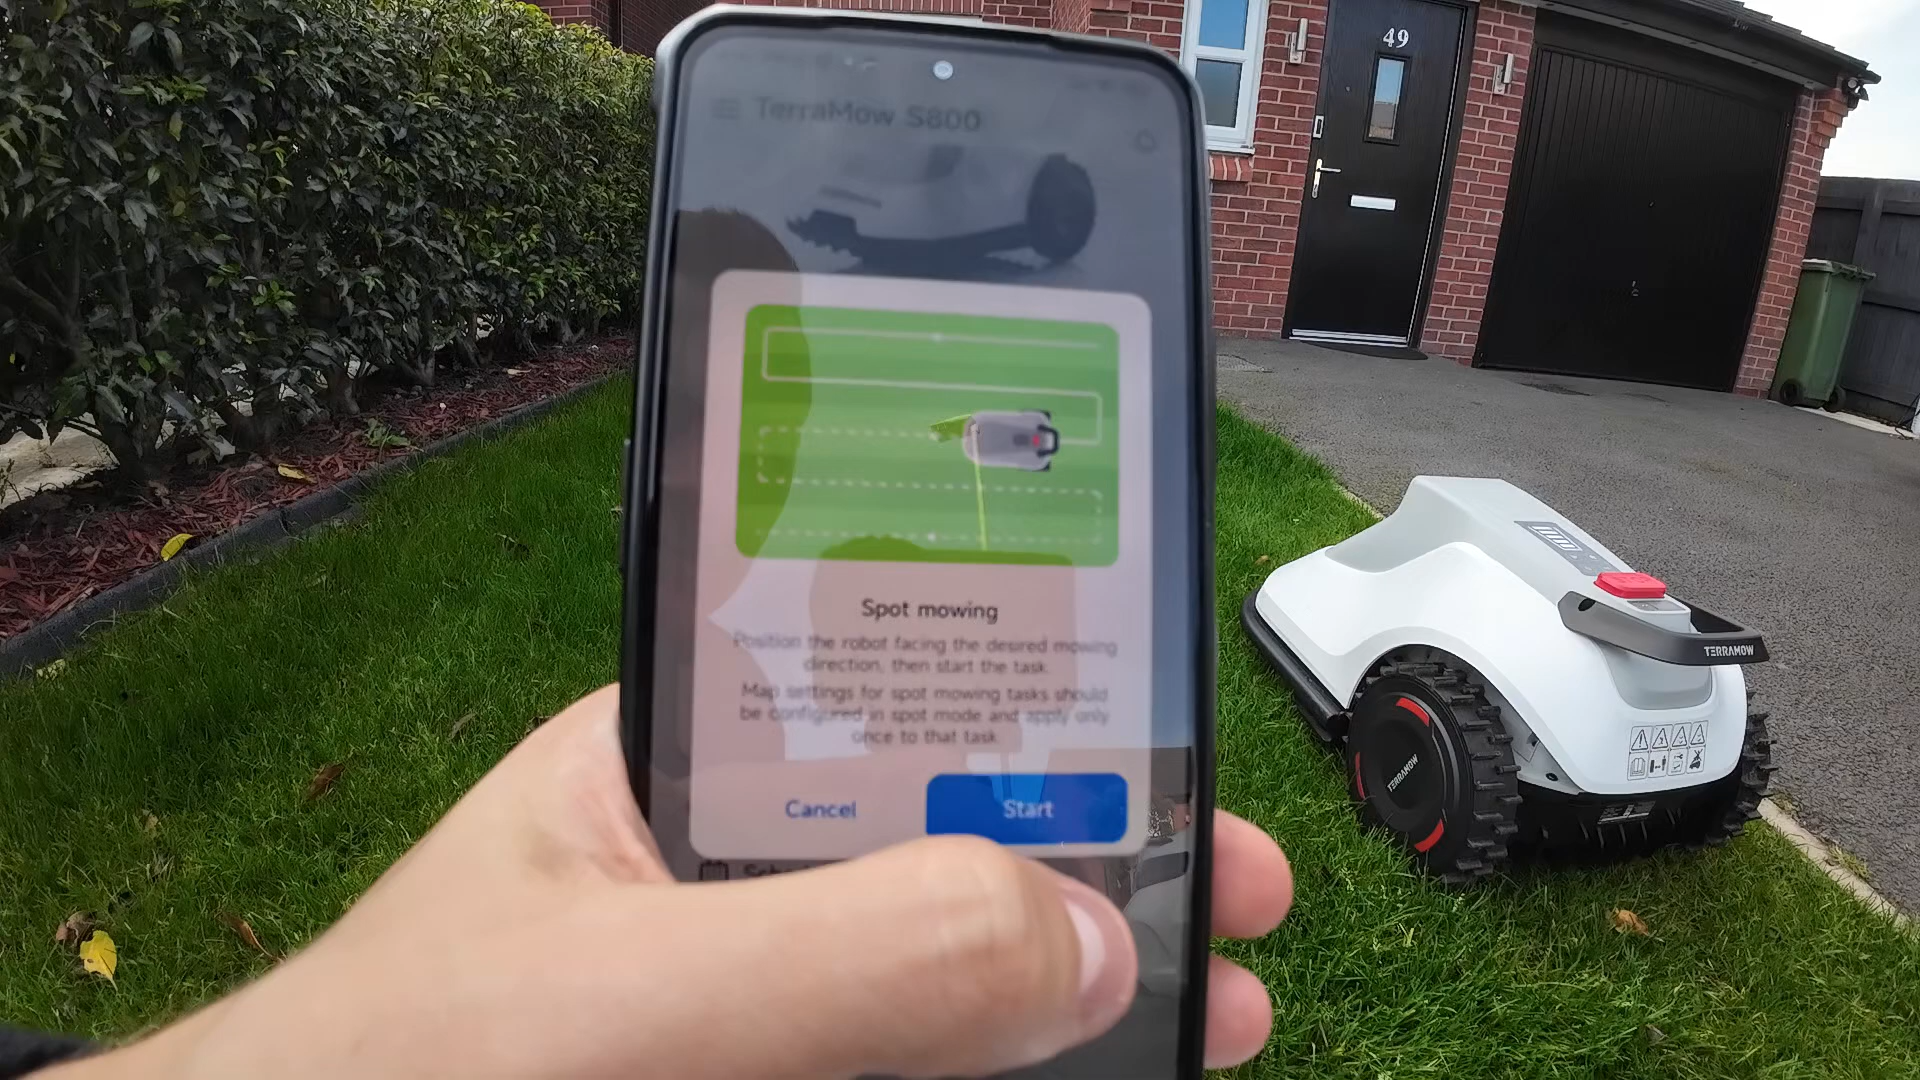 49
TerraMow S800
Spot mowing
Position the robot facing the desired mowing
direction, then start the task.
Map settings for spot mowing tasks should
be configured in spot mode and apply only
once to that task.
Cancel
Start
TERRAMOW
TERRAMOW